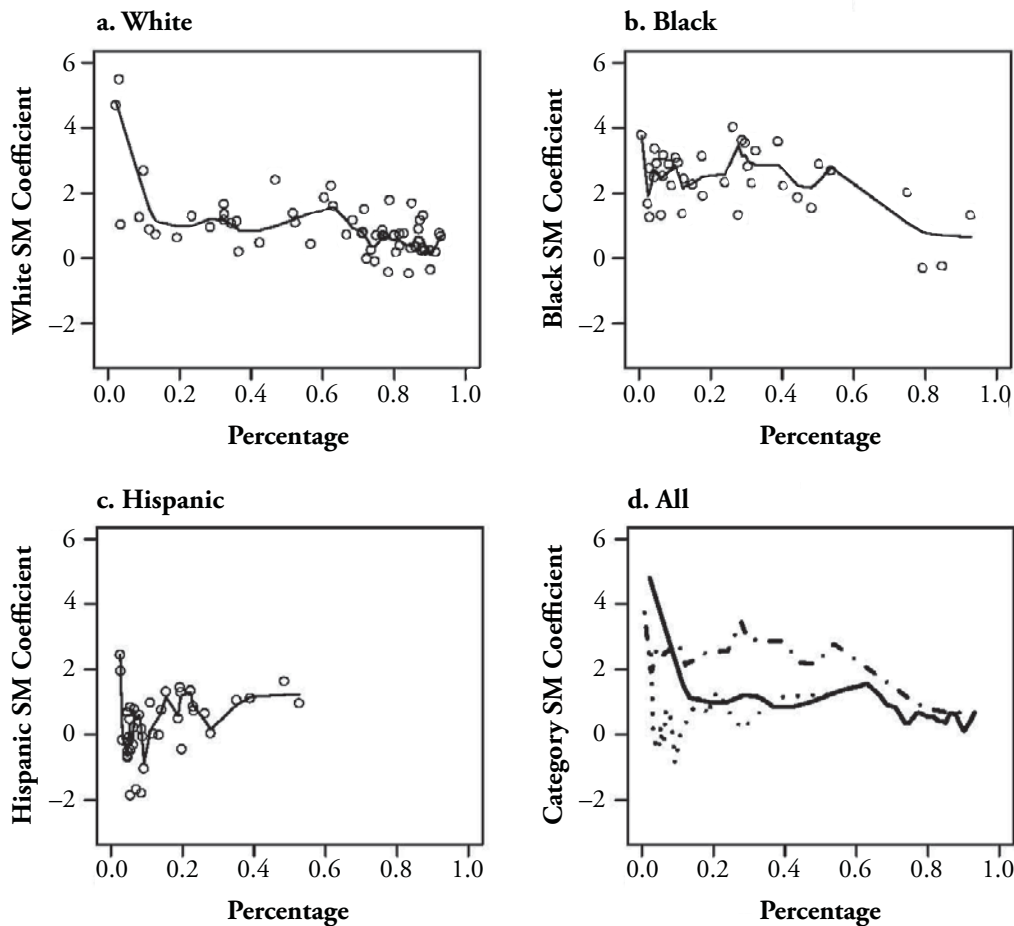 a. White
White SM Coefficient
6
4
2
0
–2
0.0 0.2 0.4 0.6 0.8 1.0
Percentage
b. Black
Black SM Coefficient
6
4
2
0
–2
0.0 0.2 0.4 0.6 0.8 1.0
Percentage
c. Hispanic
Hispanic SM Coefficient
6
4
2
0
–2
0.0 0.2 0.4 0.6 0.8 1.0
Percentage
d. All
Category SM Coefficient
6
4
2
0
–2
0.0 0.2 0.4 0.6 0.8 1.0
Percentage